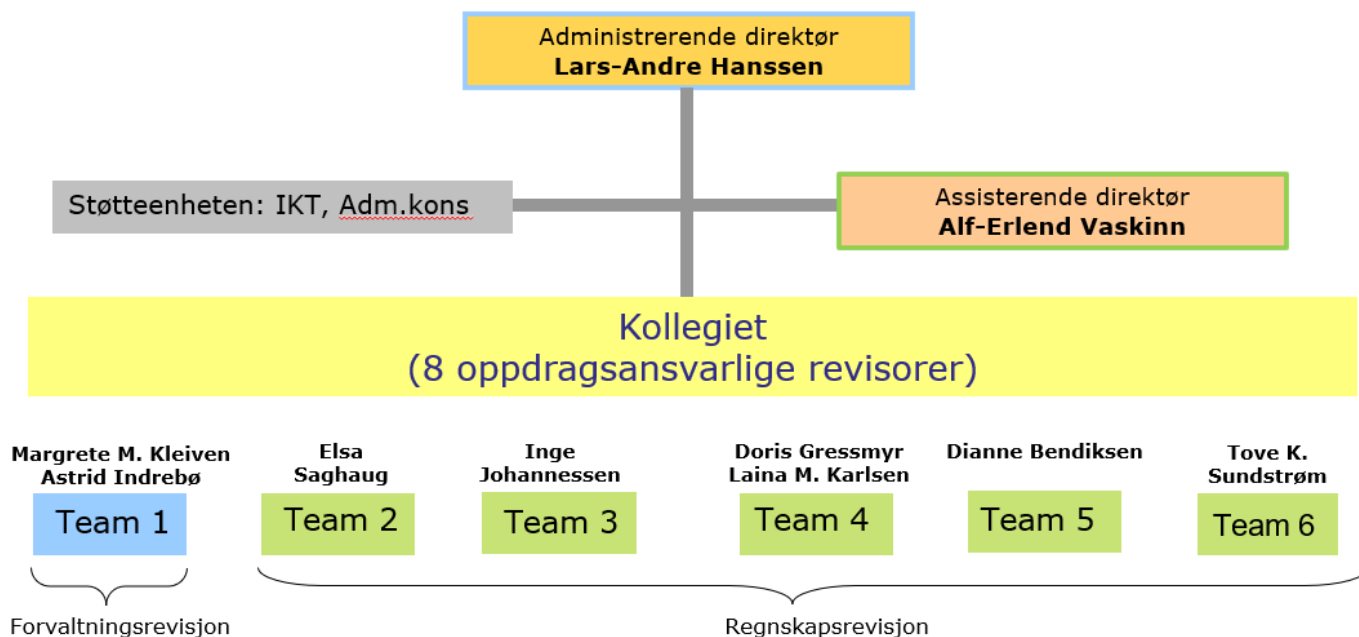 Administrerende direktør
Lars-Andre Hanssen
Støtteenheten: IKT, Adm.kons
Assisterende direktør
Alf-Erlend Vaskinn
Kollegiet
(8 oppdragsansvarlige revisorer)
Margrete M. Kleiven
Astrid Indrebø
Team 1
Elsa
Saghaug
Team 2
Inge
Johannessen
Team 3
Doris Gressmyr
Laina M. Karlsen
Team 4
Dianne Bendiksen
Team 5
Tove K.
Sundstrøm
Team 6
Forvaltningsrevisjon
Regnskapsrevisjon